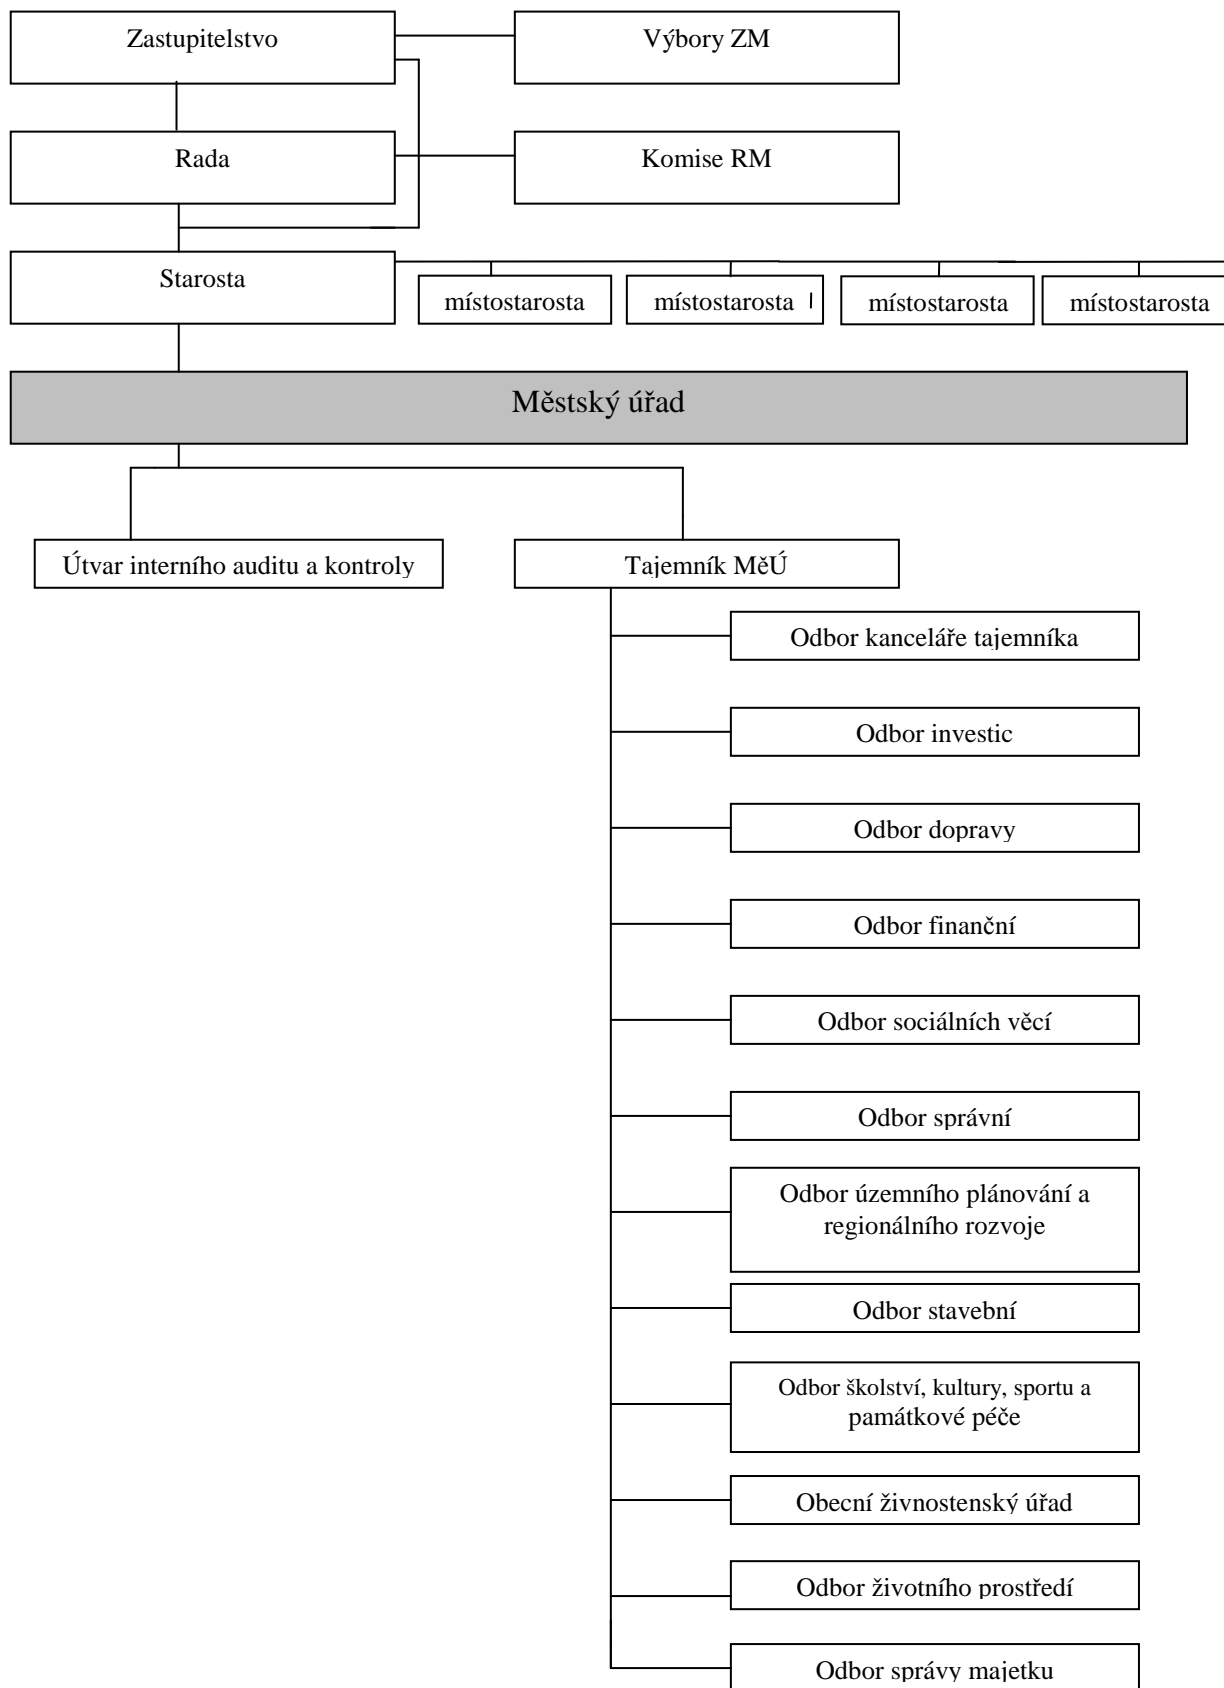 Zastupitelstvo
Výbory ZM
Rada
Komise RM
Starosta
místostarosta
místostarosta
místostarosta
místostarosta
Městský úřad
Útvar interního auditu a kontroly
Tajemník MěÚ
Odbor kanceláře tajemníka
Odbor investic
Odbor dopravy
Odbor finanční
Odbor sociálních věcí
Odbor správní
Odbor územního plánování a
regionálního rozvoje
Odbor stavební
Odbor školství, kultury, sportu a
památkové péče
Obecní živnostenský úřad
Odbor životního prostředí
Odbor správy majetku